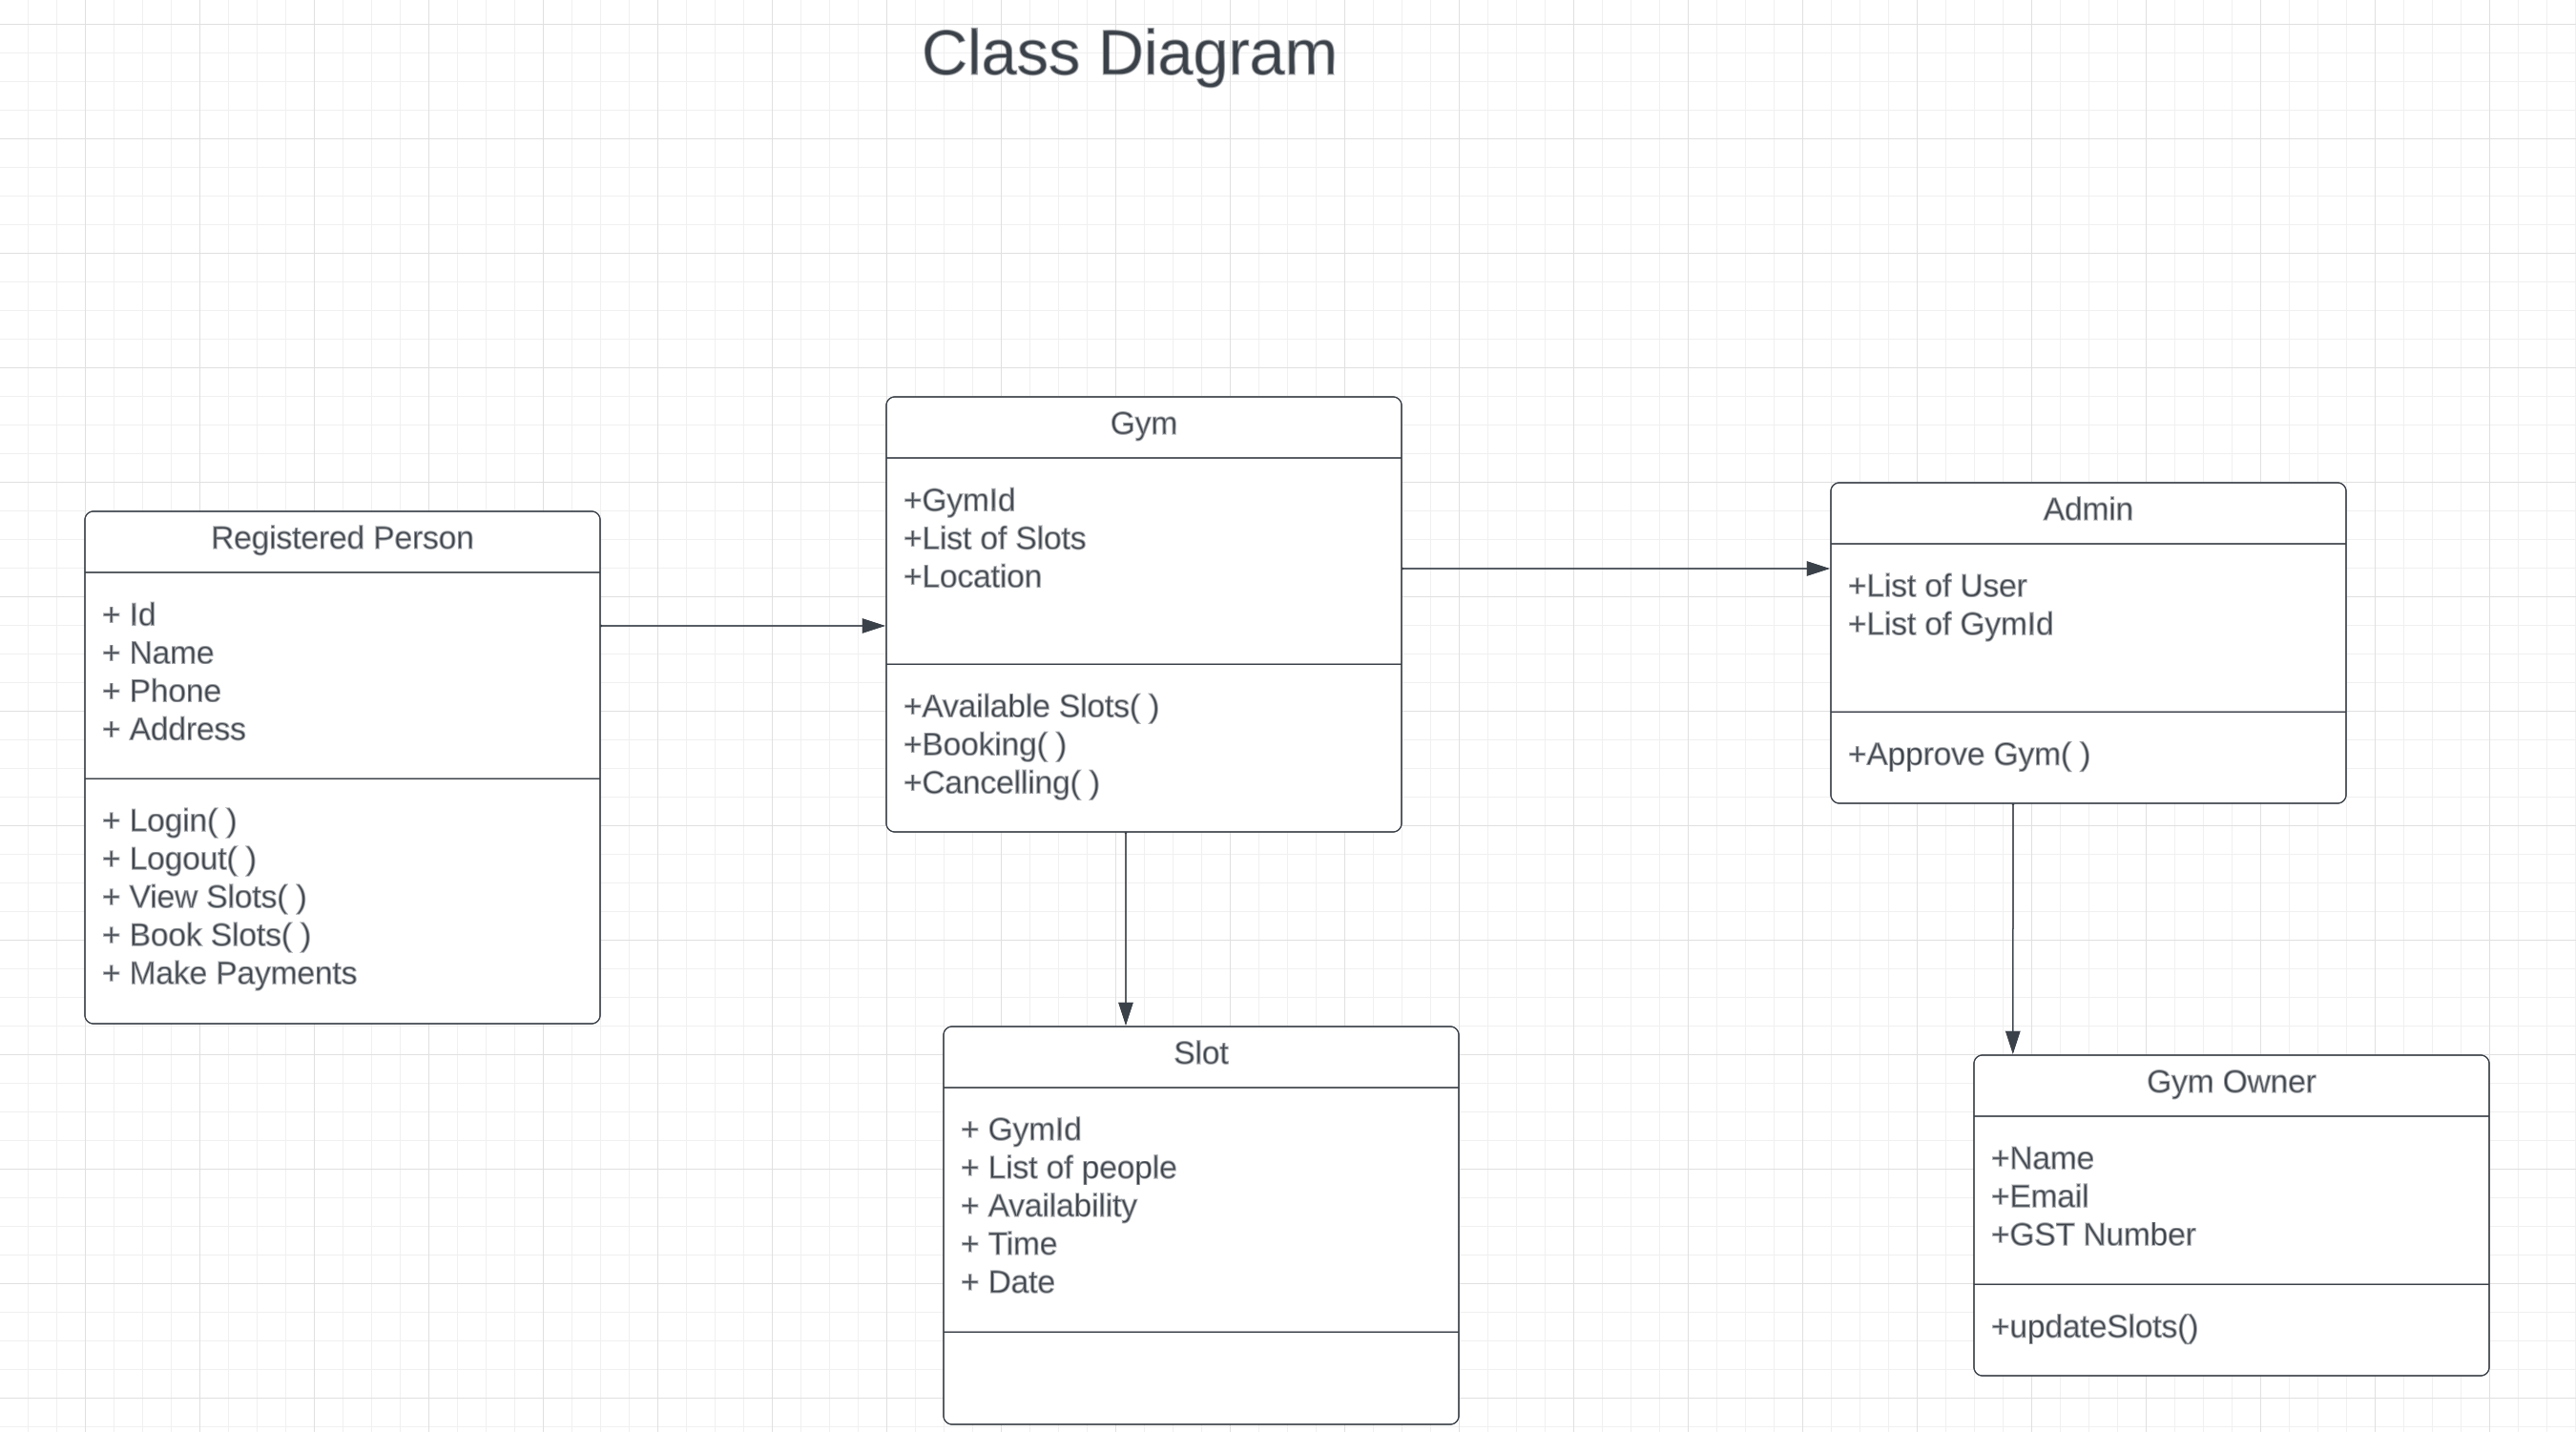 Class Diagram
Registered Person
+ Id
+ Name
+ Phone
+ Address
+ Login( )
+ Logout( )
+ View Slots( )
+ Book Slots( )
+ Make Payments
Gym
+GymId
+List of Slots
+Location
+Available Slots( )
+Booking( )
+Cancelling( )
Slot
+ GymId
+ List of people
+ Availability
+ Time
+ Date
Admin
+List of User
+List of GymId
+Approve Gym( )
Gym Owner
+Name
+Email
+GST Number
+updateSlots()